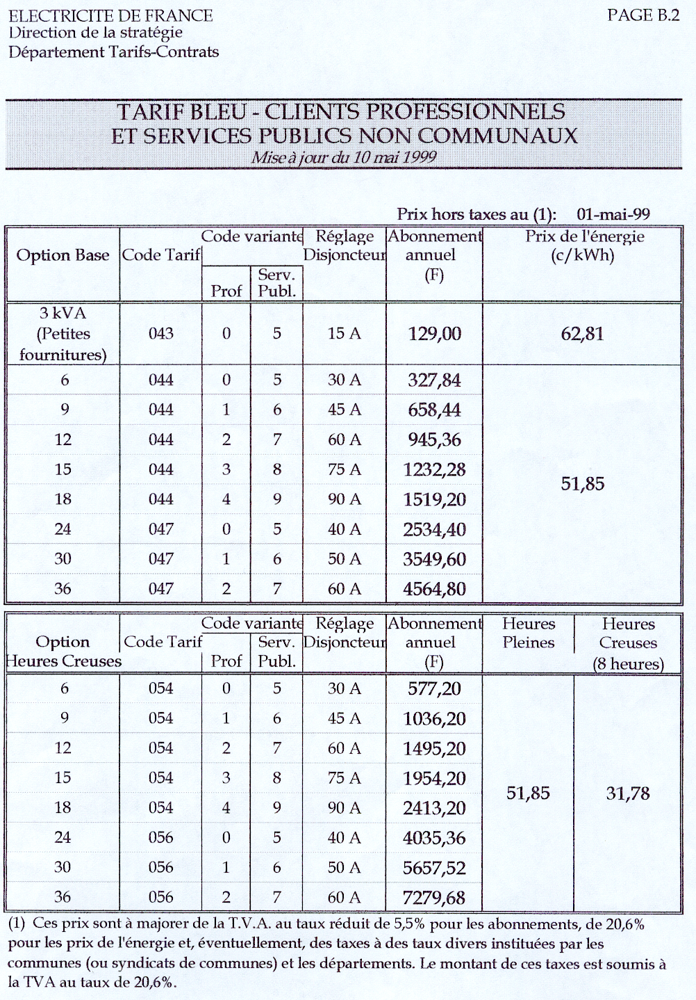 ELECTRICITE DE FRANCE PAGE B.2
Direction de la stratégie
Département Tarifs-Contrats
TARIF BLEU - CLIENTS PROFESSIONNELS
ET SERVICES PUBLICS NON COMMUNAUX
Mise à jour du 10 mai 1999
Prix hors taxes au (1): 01-mai-99
Code variante Réglage Abonnement Prix de l'énergie
Option Base Code Tarif Disjoncteur annuel (c/kWh)
Serv. (F)
Prof Publ.
3 kVA
(Petites 043 0 5 15 A 129,00 62,81
fournitures)
6 044 0 5 30 A 327,84
9 044 1 6 45 A 658,44
12 044 2 7 60 A 945,36
15 044 3 8 75 A 1232,28
51,85
18 044 4 9 90 A 1519,20
24 047 0 5 40 A 2534,40
30 047 1 6 50 A 3549,60
36 047 2 7 60 A 4564,80
Code variante Réglage Abonnement Heures Heures
Option Code Tarif Serv. Disjoncteur annuel Pleines Creuses
Heures Creuses Prof Publ. (F) (8 heures)
6 054 0 5 30 A 577,20
9 054 1 6 45 A 1036,20
12 054 2 7 60 A 1495,20
15 054 3 8 75 A 1954,20
51,85 31,78
18 054 4 9 90 A 2413,20
24 056 0 5 40 A 4035,36
30 056 1 6 50 A 5657,52
36 056 2 7 60 A 7279,68
(1) Ces prix sont à majorer de la T.V.A. au taux réduit de 5,5% pour les abonnements, de 20,6%
pour les prix de l'énergie et, éventuellement, des taxes à des taux divers instituées par les
communes (ou syndicats de communes) et les départements. Le montant de ces taxes est soumis à
la TVA au taux de 20,6%.